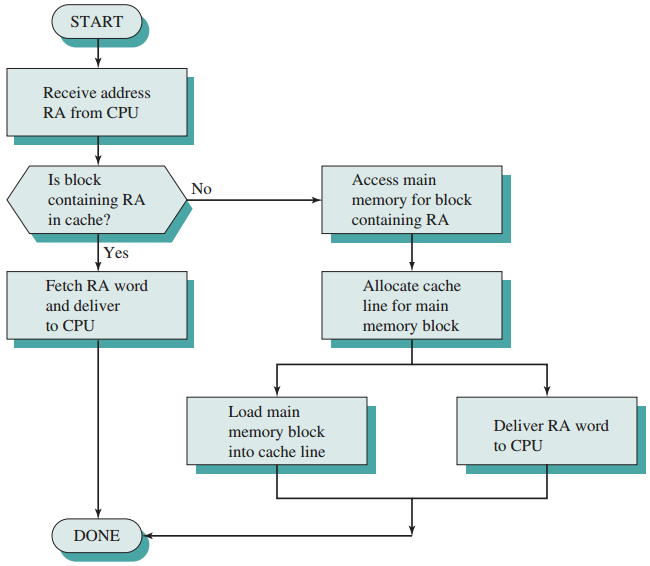 START
Receive address
RA from CPU
Is block
containing RA
in cache?
No
Access main
memory for block
containing RA
Yes
Fetch RA word
and deliver
to CPU
Allocate cache
line for main
memory block
Load main
memory block
into cache line
Deliver RA word
to CPU
DONE